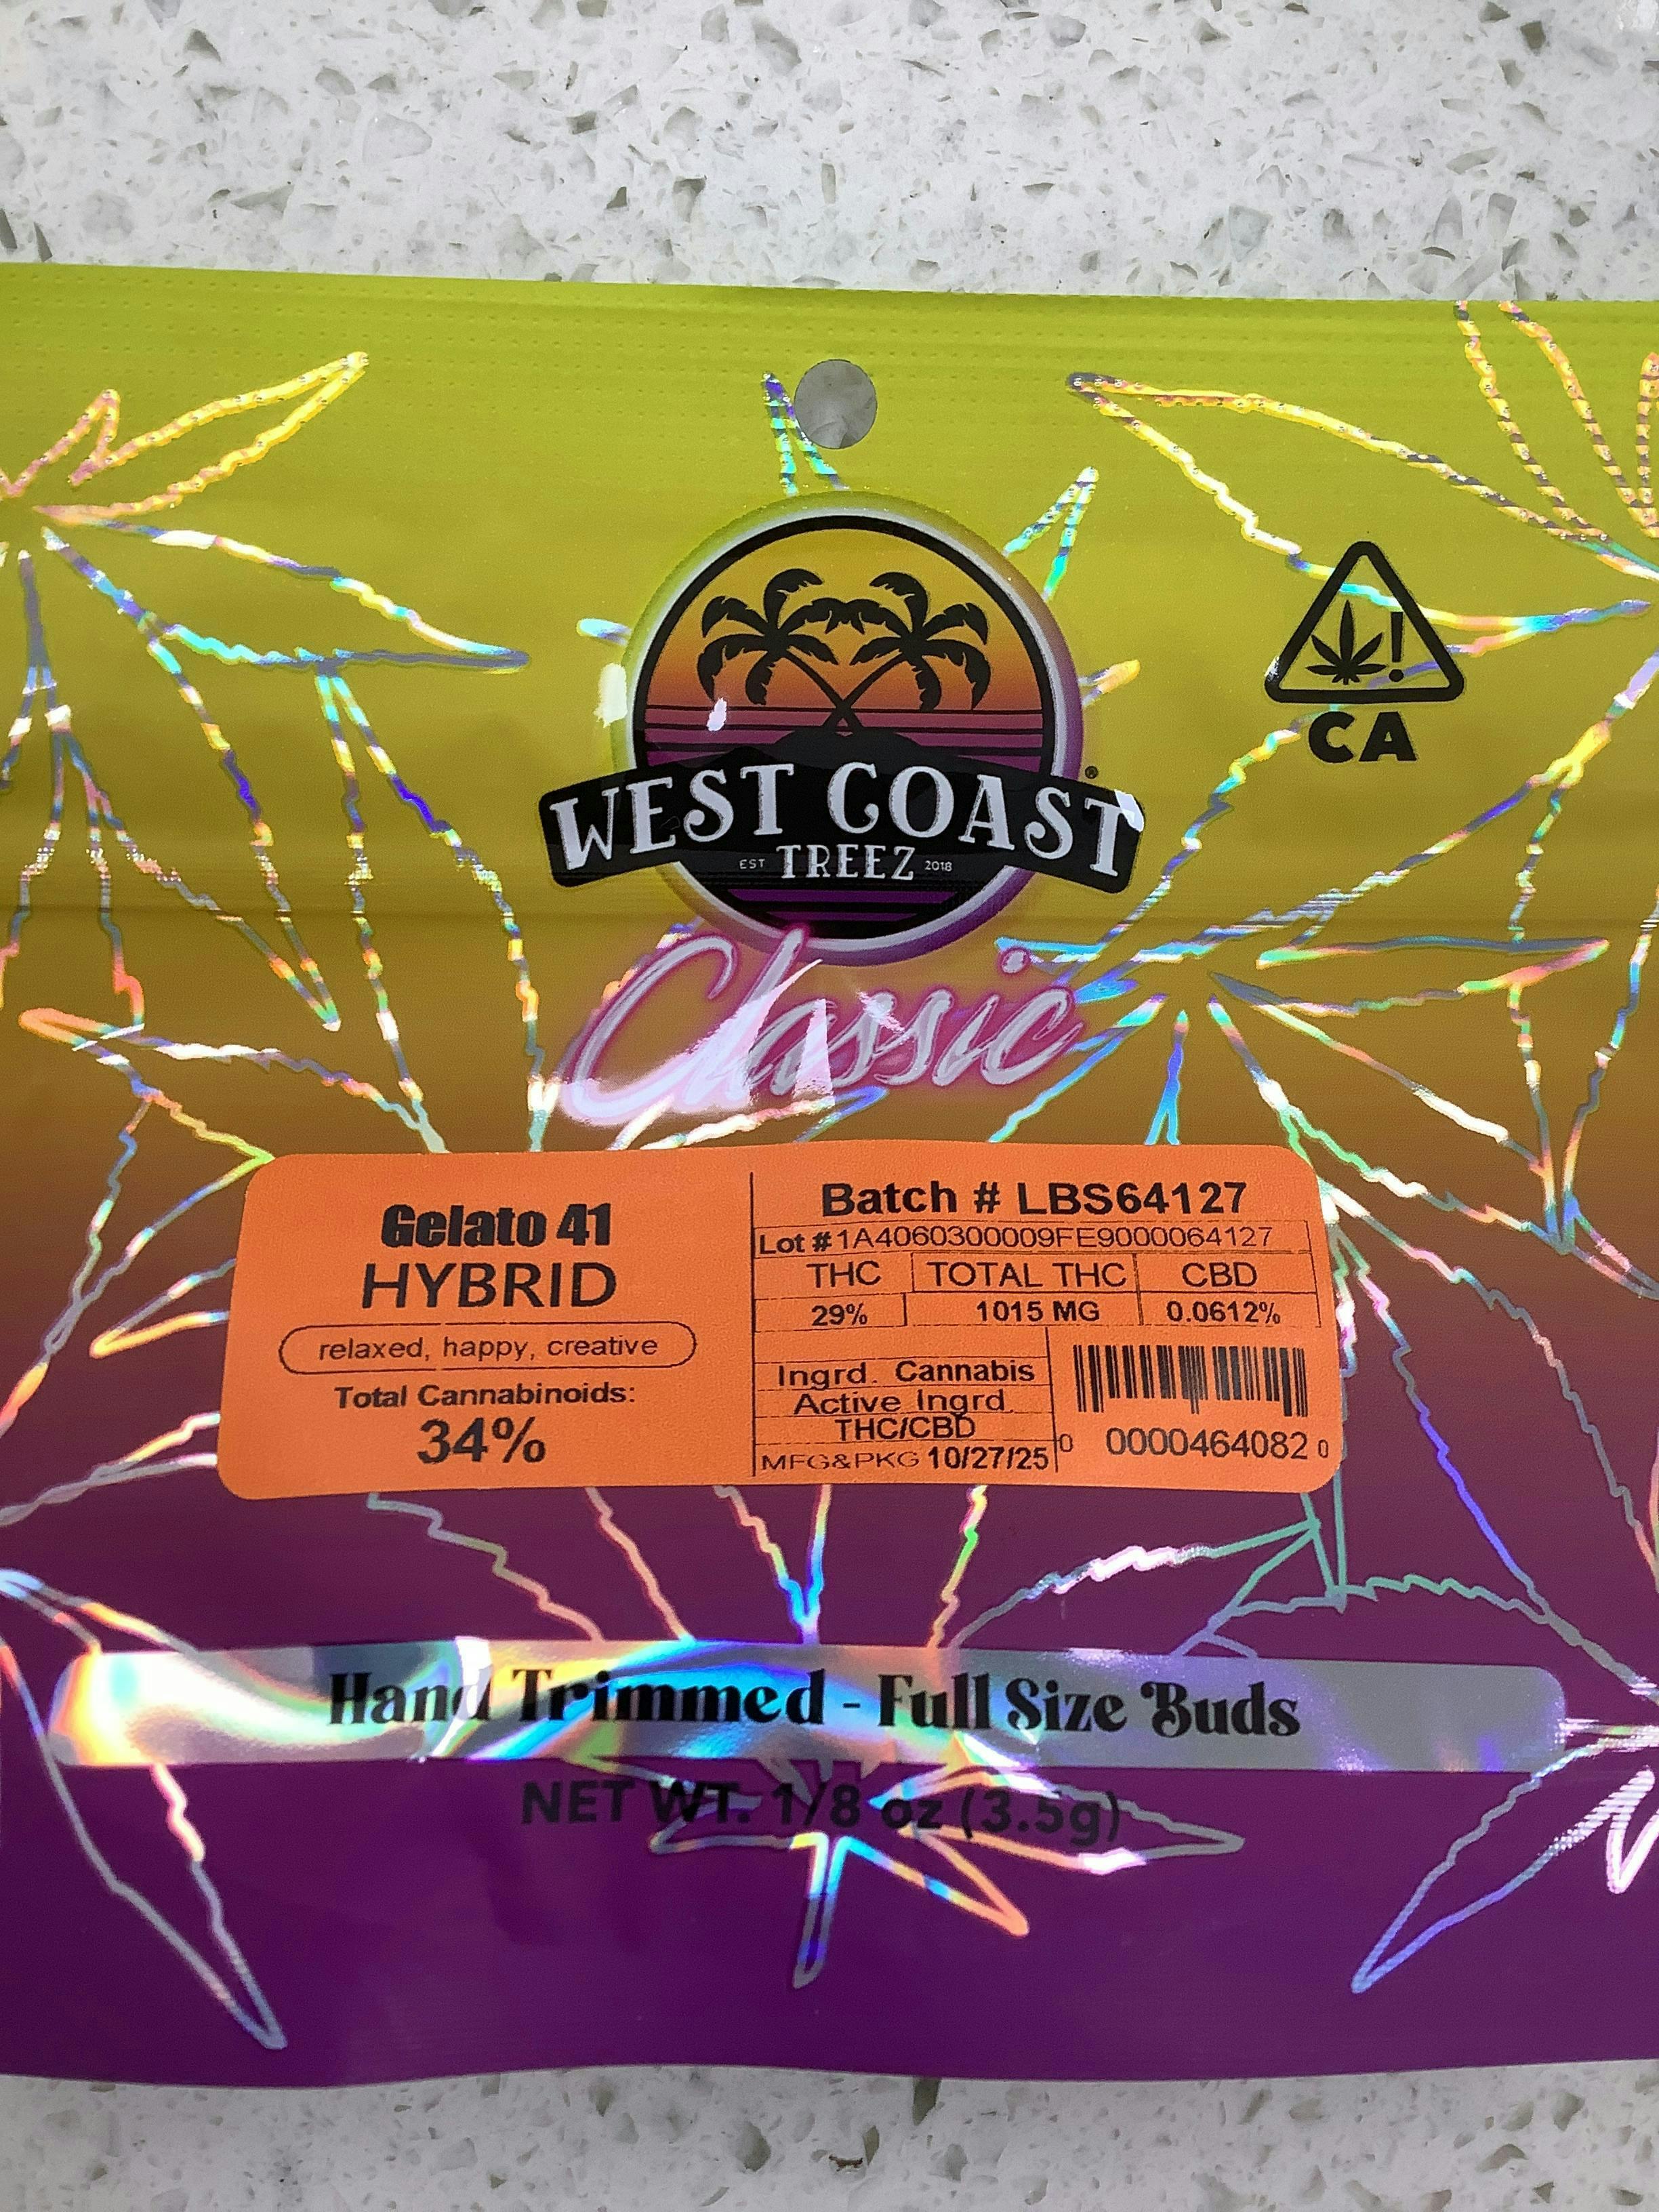 WEST COAST®
EST TREEZ 2018
Classic
!
CA
Gelato 41
HYBRID
relaxed, happy, creative
Total Cannabinoids:
34%
Batch # LBS64127
Lot # 1A4060300009FE9000064127
THC TOTAL THC CBD
29% 1015 MG 0.0612%
Ingrd. Cannabis
Active Ingrd.
THC/CBD
MFG&PKG 10/27/25
0 0000464082 0
Hand Trimmed - Full Size Buds
NET WT. 1/8 oz (3.5g)